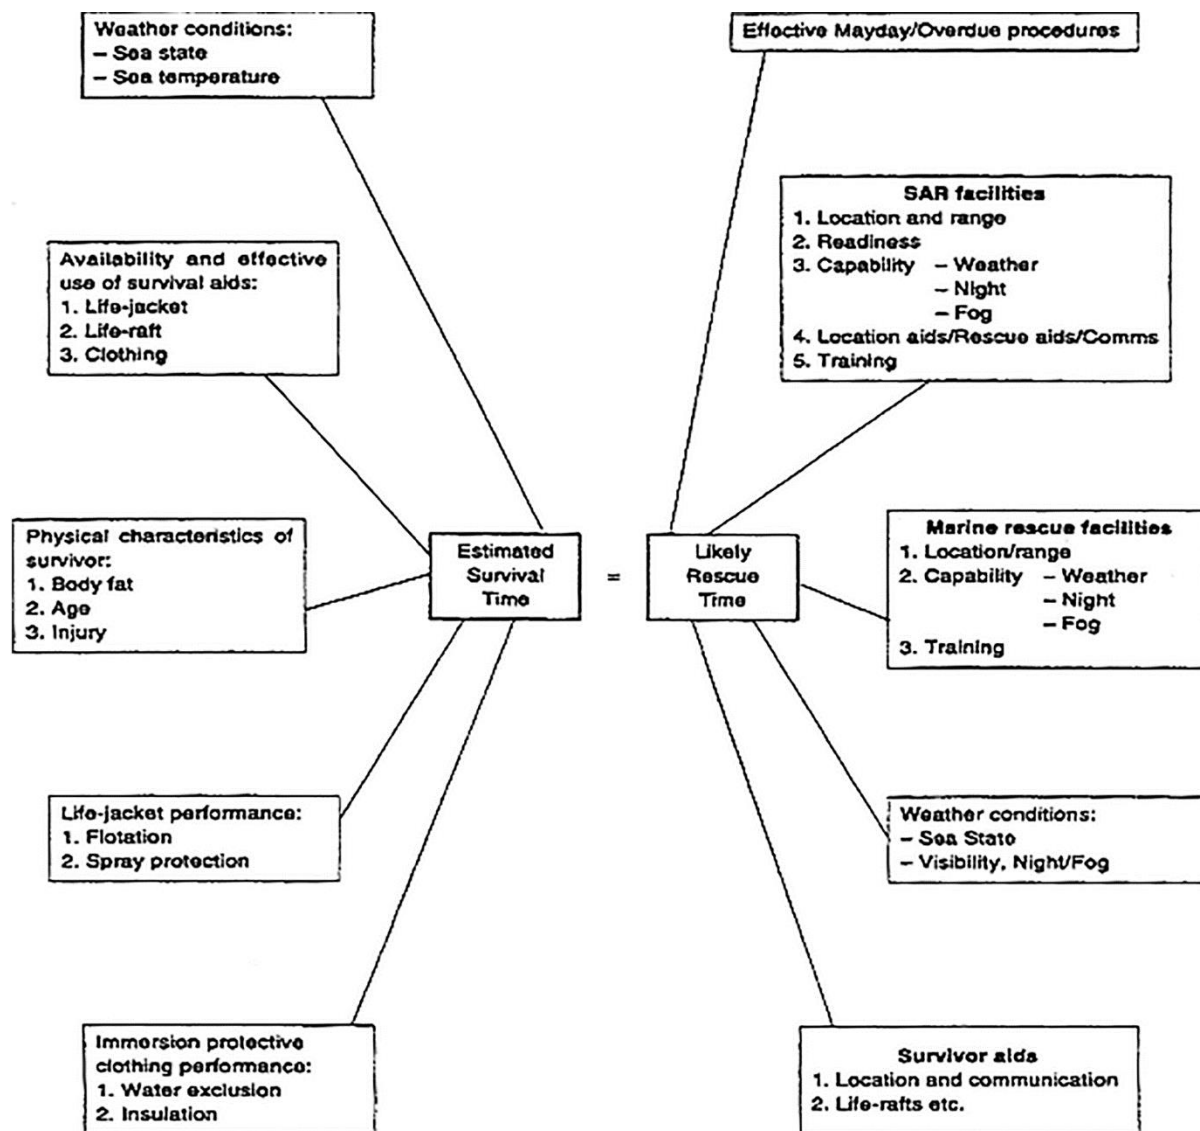 Weather conditions:
– Sea state
– Sea temperature
Availability and effective
use of survival aids:
1. Life-jacket
2. Life-raft
3. Clothing
Physical characteristics of
survivor:
1. Body fat
2. Age
3. Injury
Life-jacket performance:
1. Flotation
2. Spray protection
Immersion protective
clothing performance:
1. Water exclusion
2. Insulation
Estimated
Survival
Time
=
Likely
Rescue
Time
Effective Mayday/Overdue procedures
SAR facilities
1. Location and range
2. Readiness
3. Capability – Weather
– Night
– Fog
4. Location aids/Rescue aids/Comms
5. Training
Marine rescue facilities
1. Location/range
2. Capability – Weather
– Night
– Fog
3. Training
Weather conditions:
– Sea State
– Visibility, Night/Fog
Survivor aids
1. Location and communication
2. Life-rafts etc.